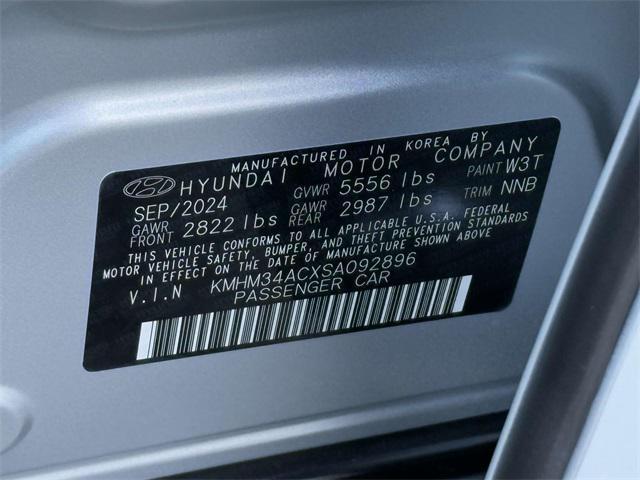 MANUFACTURED IN KOREA BY
HYUNDAI MOTOR COMPANY
SEP/2024 GVWR 5556 lbs PAINT W3T
GAWR FRONT 2822 lbs GAWR REAR 2987 lbs TRIM NNB
THIS VEHICLE CONFORMS TO ALL APPLICABLE U.S.A. FEDERAL
MOTOR VEHICLE SAFETY, BUMPER, AND THEFT PREVENTION STANDARDS
IN EFFECT ON THE DATE OF MANUFACTURE SHOWN ABOVE
V.I.N KMHM34ACXSA092896
PASSENGER CAR